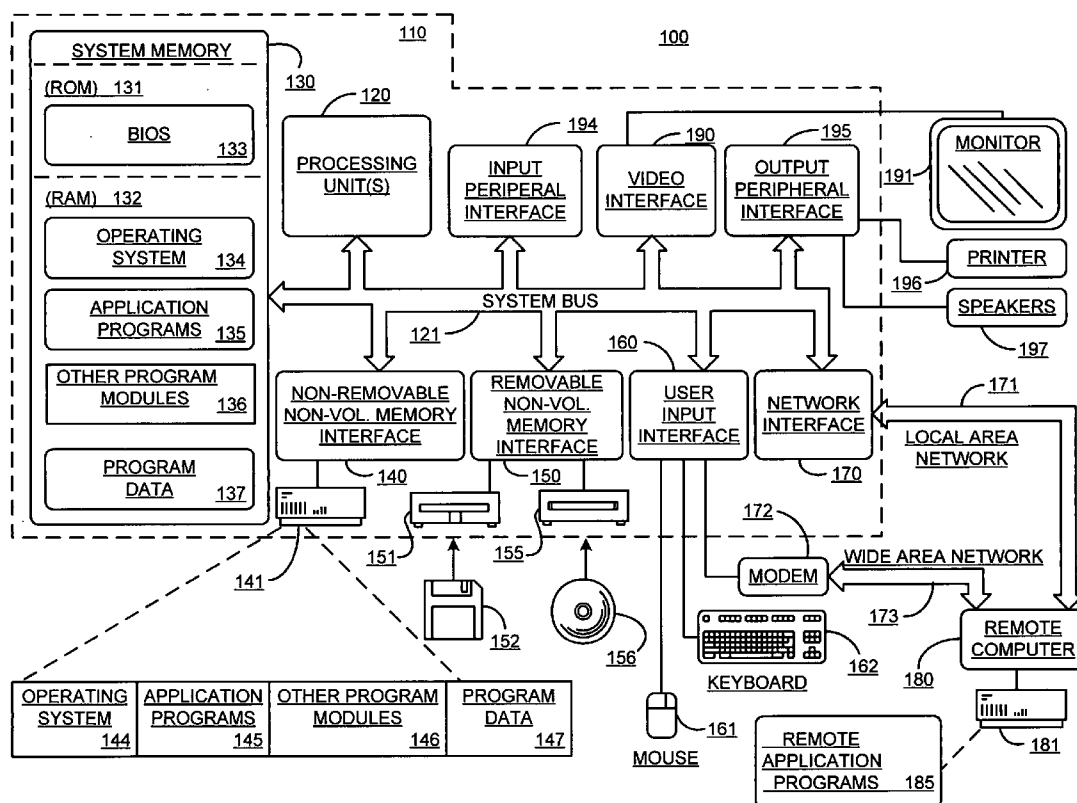 110
100
SYSTEM MEMORY
130
(ROM) 131
BIOS
133
(RAM) 132
OPERATING
SYSTEM
134
APPLICATION
PROGRAMS
135
OTHER PROGRAM
MODULES
136
PROGRAM
DATA
137
120
PROCESSING
UNIT(S)
194
INPUT
PERIPERAL
INTERFACE
190
VIDEO
INTERFACE
195
OUTPUT
PERIPHERAL
INTERFACE
MONITOR
191
PRINTER
196
SPEAKERS
197
SYSTEM BUS
121
NON-REMOVABLE
NON-VOL. MEMORY
INTERFACE
140
REMOVABLE
NON-VOL.
MEMORY
INTERFACE
150
160
USER
INPUT
INTERFACE
NETWORK
INTERFACE
170
171
LOCAL AREA
NETWORK
141
151
155
152
156
172
MODEM
WIDE AREA NETWORK
173
162
KEYBOARD
161
MOUSE
REMOTE
COMPUTER
180
181
REMOTE
APPLICATION
PROGRAMS 185
OPERATING
SYSTEM
144
APPLICATION
PROGRAMS
145
OTHER PROGRAM
MODULES
146
PROGRAM
DATA
147